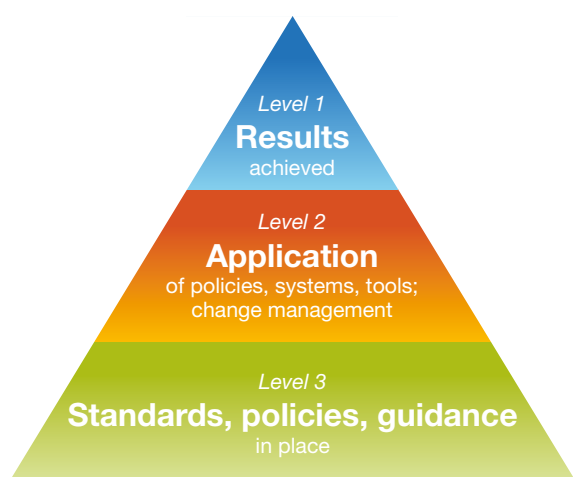 Level 1
Results
achieved
Level 2
Application
of policies, systems, tools;
change management
Level 3
Standards, policies, guidance
in place